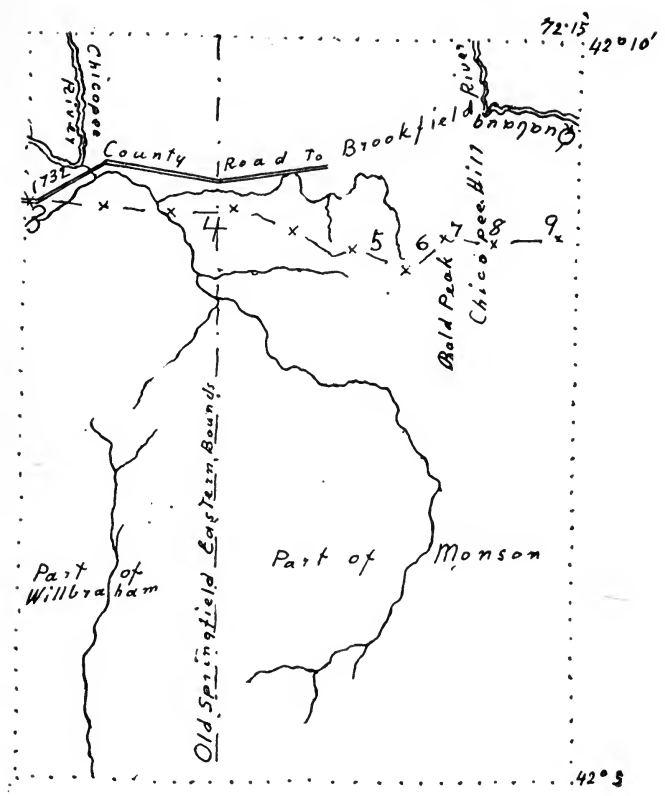 72·15'
42° 10'
Chicopee
River
River
Quabaug
1732
County Road To Brookfield
4
5
6
7
8
9
Bald Peak
Chicopee Hill
Old Springfield Eastern Bounds
Part of
Willbraham
Part of Monson
42° 5